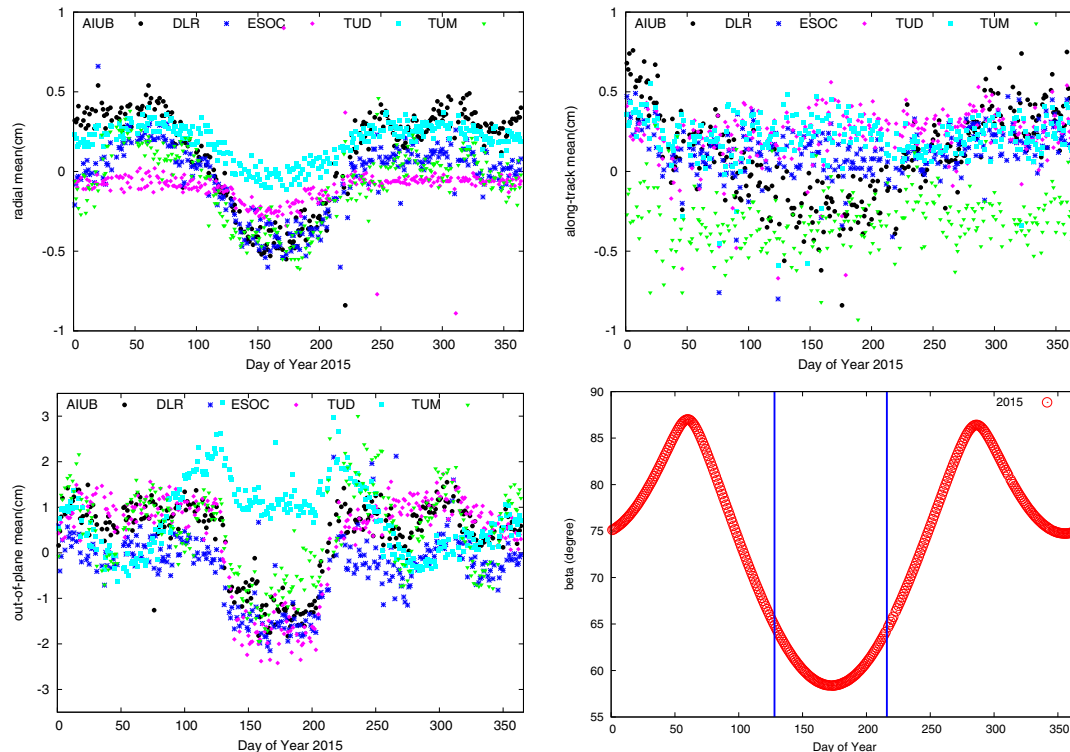 AIUB DLR ESOC TUD TUM
1
0.5
0
-0.5
-1
radial mean(cm)
0 50 100 150 200 250 300 350
Day of Year 2015
AIUB DLR ESOC TUD TUM
1
0.5
0
-0.5
-1
along-track mean(cm)
0 50 100 150 200 250 300 350
Day of Year 2015
AIUB DLR ESOC TUD TUM
3
2
1
0
-1
-2
-3
out-of-plane mean(cm)
0 50 100 150 200 250 300 350
Day of Year 2015
2015
90
85
80
75
70
65
60
55
beta (degree)
0 50 100 150 200 250 300 350
Day of Year